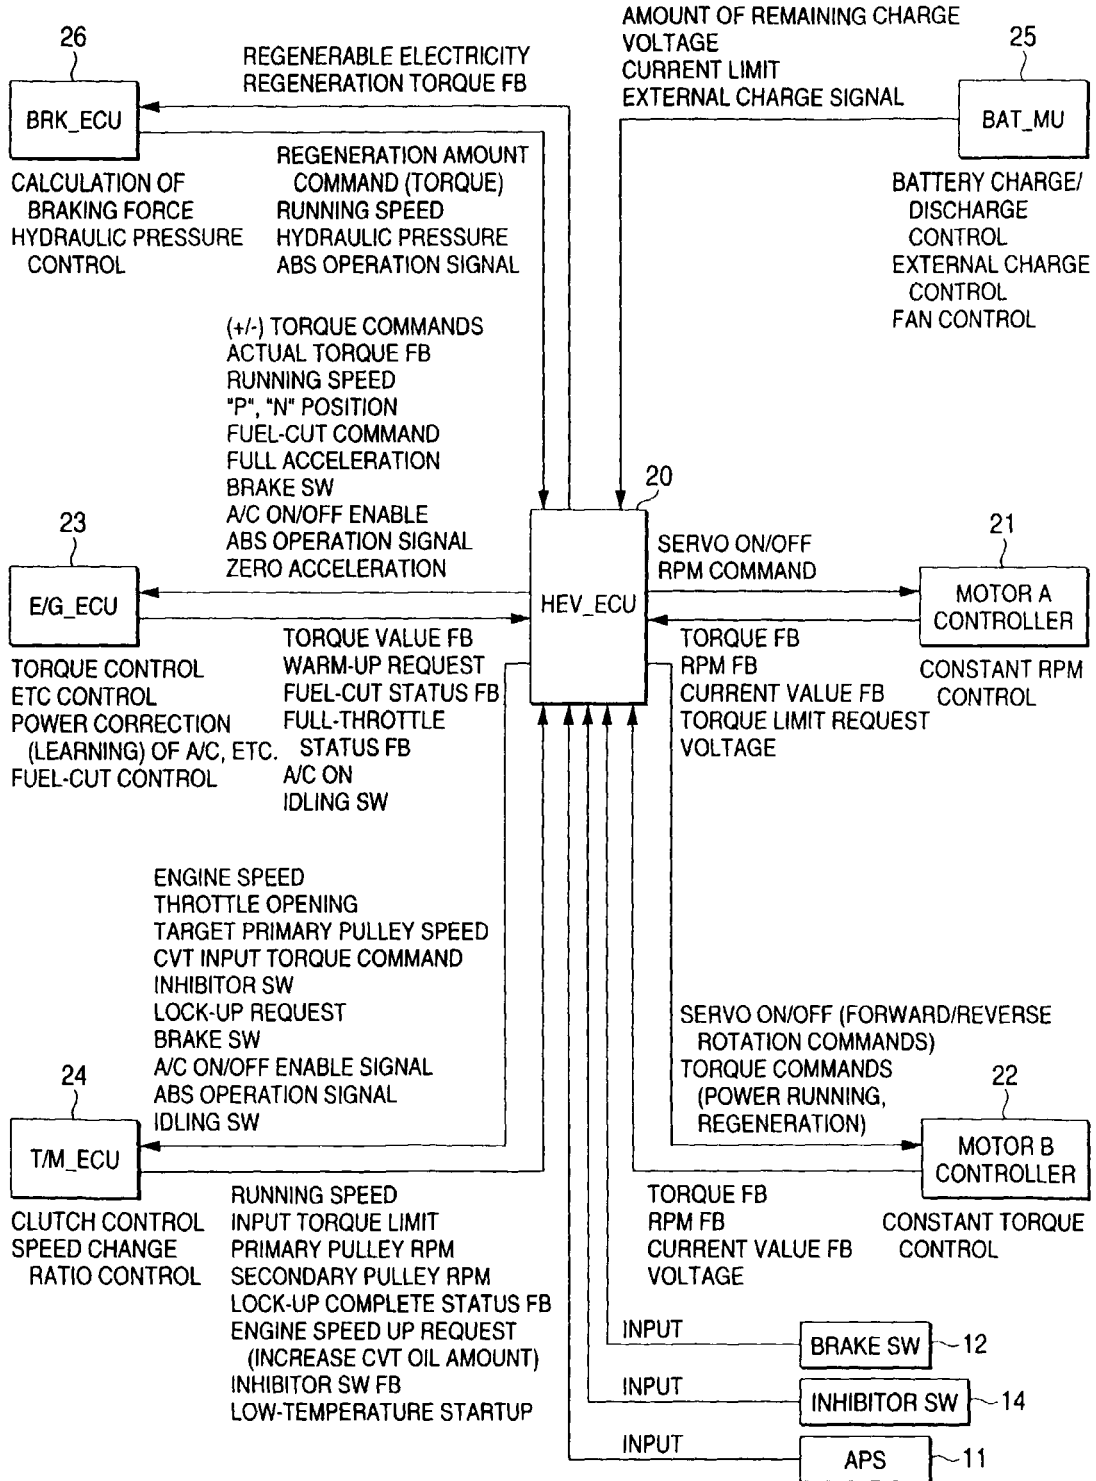 AMOUNT OF REMAINING CHARGE
VOLTAGE
CURRENT LIMIT
EXTERNAL CHARGE SIGNAL
26
REGENERABLE ELECTRICITY
REGENERATION TORQUE FB
25
BRK_ECU
BAT_MU
CALCULATION OF
BRAKING FORCE
HYDRAULIC PRESSURE
CONTROL
REGENERATION AMOUNT
COMMAND (TORQUE)
RUNNING SPEED
HYDRAULIC PRESSURE
ABS OPERATION SIGNAL
BATTERY CHARGE/
DISCHARGE
CONTROL
EXTERNAL CHARGE
CONTROL
FAN CONTROL
(+/-) TORQUE COMMANDS
ACTUAL TORQUE FB
RUNNING SPEED
"P", "N" POSITION
FUEL-CUT COMMAND
FULL ACCELERATION
BRAKE SW
A/C ON/OFF ENABLE
ABS OPERATION SIGNAL
ZERO ACCELERATION
20
23
21
SERVO ON/OFF
RPM COMMAND
E/G_ECU
HEV_ECU
MOTOR A
CONTROLLER
TORQUE CONTROL
ETC CONTROL
POWER CORRECTION
(LEARNING) OF A/C, ETC.
FUEL-CUT CONTROL
TORQUE VALUE FB
WARM-UP REQUEST
FUEL-CUT STATUS FB
FULL-THROTTLE
STATUS FB
A/C ON
IDLING SW
TORQUE FB
RPM FB
CURRENT VALUE FB
TORQUE LIMIT REQUEST
VOLTAGE
CONSTANT RPM
CONTROL
ENGINE SPEED
THROTTLE OPENING
TARGET PRIMARY PULLEY SPEED
CVT INPUT TORQUE COMMAND
INHIBITOR SW
LOCK-UP REQUEST
BRAKE SW
A/C ON/OFF ENABLE SIGNAL
ABS OPERATION SIGNAL
IDLING SW
SERVO ON/OFF (FORWARD/REVERSE
ROTATION COMMANDS)
TORQUE COMMANDS
(POWER RUNNING,
REGENERATION)
24
22
T/M_ECU
MOTOR B
CONTROLLER
CLUTCH CONTROL
SPEED CHANGE
RATIO CONTROL
RUNNING SPEED
INPUT TORQUE LIMIT
PRIMARY PULLEY RPM
SECONDARY PULLEY RPM
LOCK-UP COMPLETE STATUS FB
ENGINE SPEED UP REQUEST
(INCREASE CVT OIL AMOUNT)
INHIBITOR SW FB
LOW-TEMPERATURE STARTUP
TORQUE FB
RPM FB
CURRENT VALUE FB
VOLTAGE
CONSTANT TORQUE
CONTROL
INPUT
BRAKE SW
12
INPUT
INHIBITOR SW
14
INPUT
APS
11